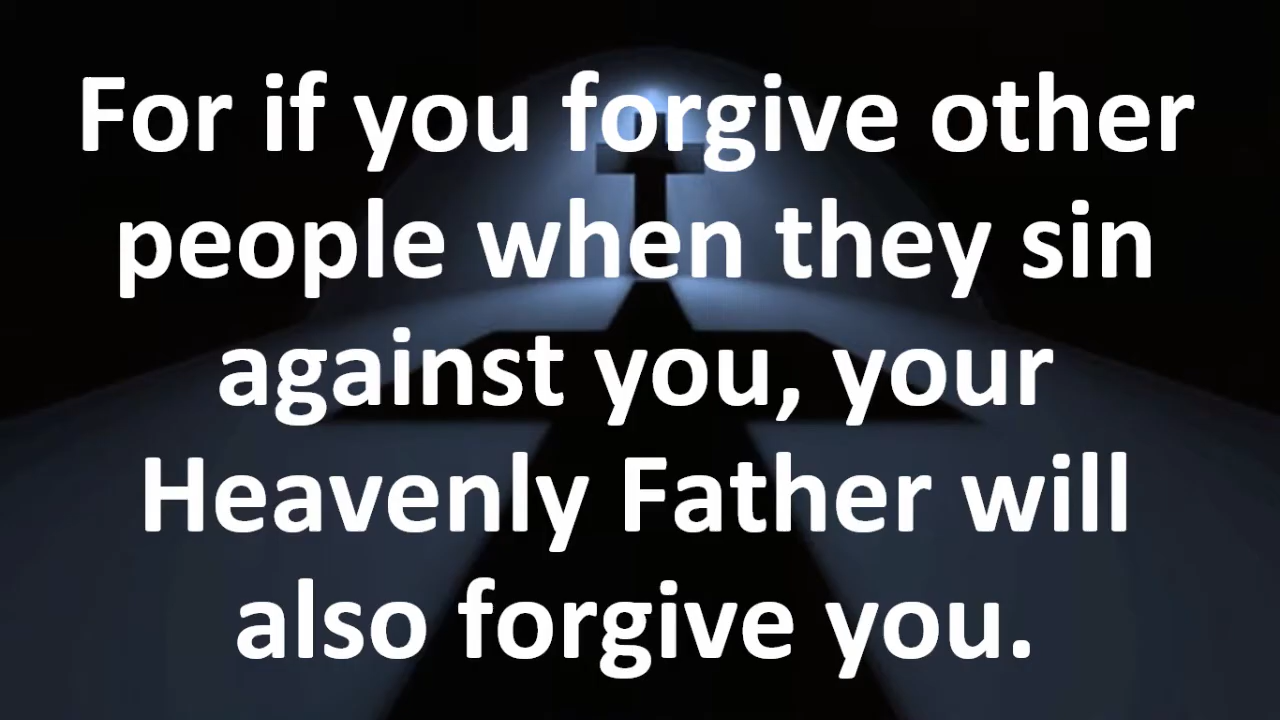 For if you forgive other
people when they sin
against you, your
Heavenly Father will
also forgive you.